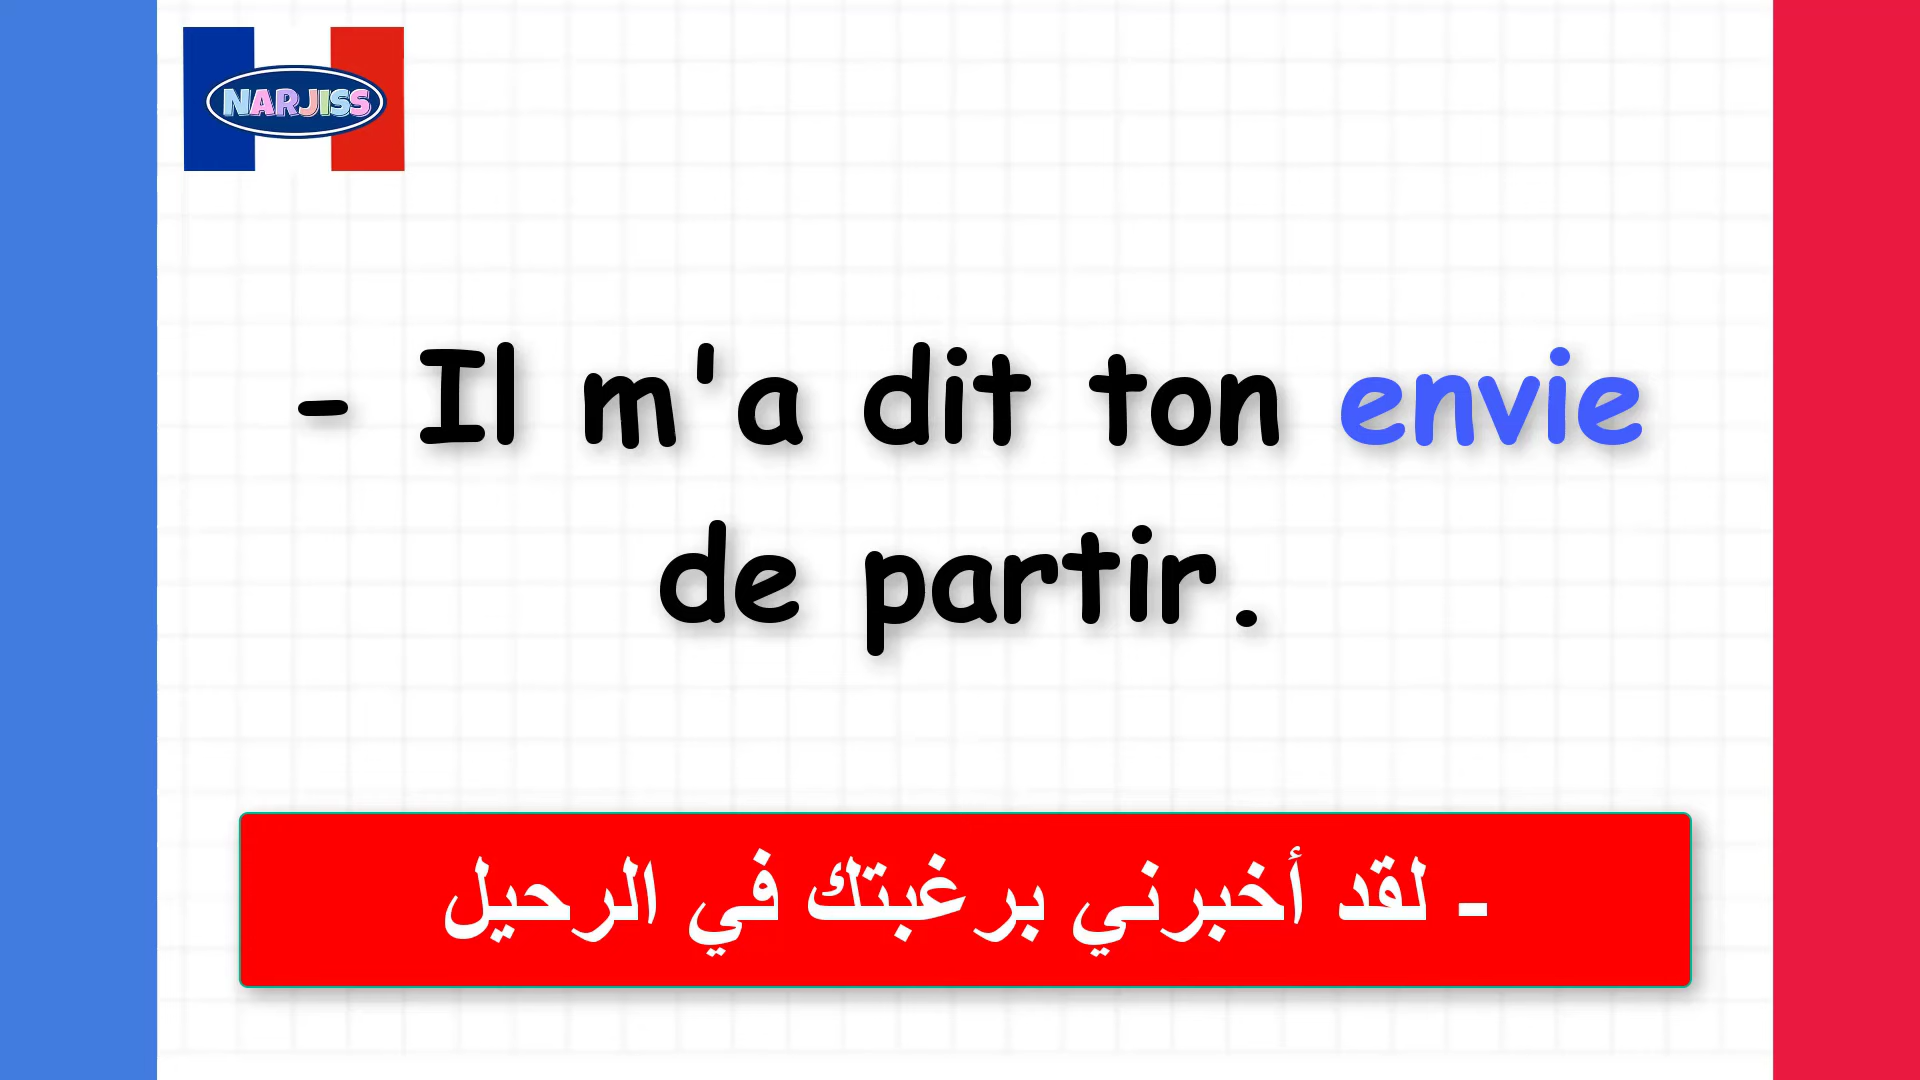 NARJISS
- Il m'a dit ton envie
de partir.
- لقد أخبرني برغبتك في الرحيل